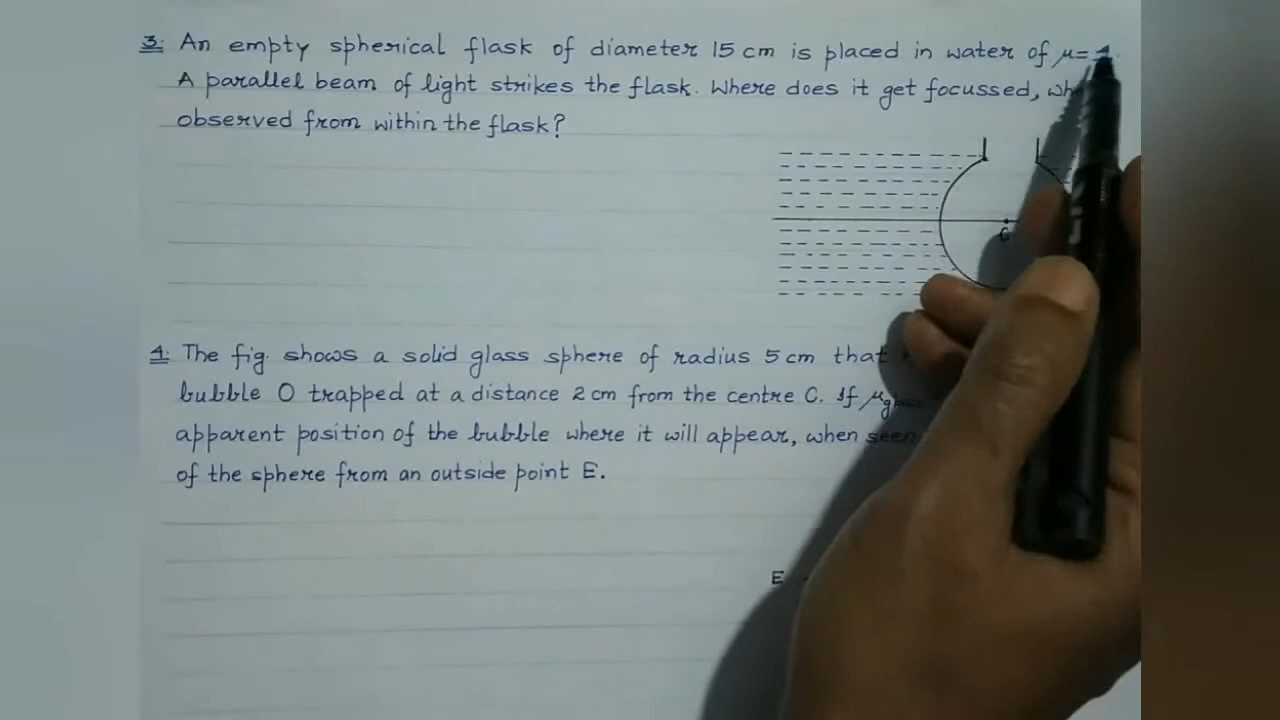 3. An empty spherical flask of diameter 15 cm is placed in water of μ=
A parallel beam of light strikes the flask. Where does it get focussed,
observed from within the flask?
C
4. The fig. shows a solid glass sphere of radius 5 cm that
bubble O trapped at a distance 2 cm from the centre C. If
apparent position of the bubble where it will appear, when seen
of the sphere from an outside point E.
E